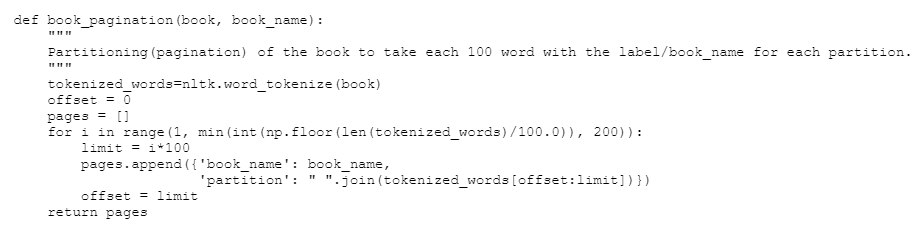 def book_pagination(book, book_name):
    """
    Partitioning(pagination) of the book to take each 100 word with the label/book_name for each partition.
    """
    tokenized_words=nltk.word_tokenize(book)
    offset = 0
    pages = []
    for i in range(1, min(int(np.floor(len(tokenized_words)/100.0)), 200)):
        limit = i*100
        pages.append({'book_name': book_name,
                      'partition': " ".join(tokenized_words[offset:limit])})
        offset = limit
    return pages